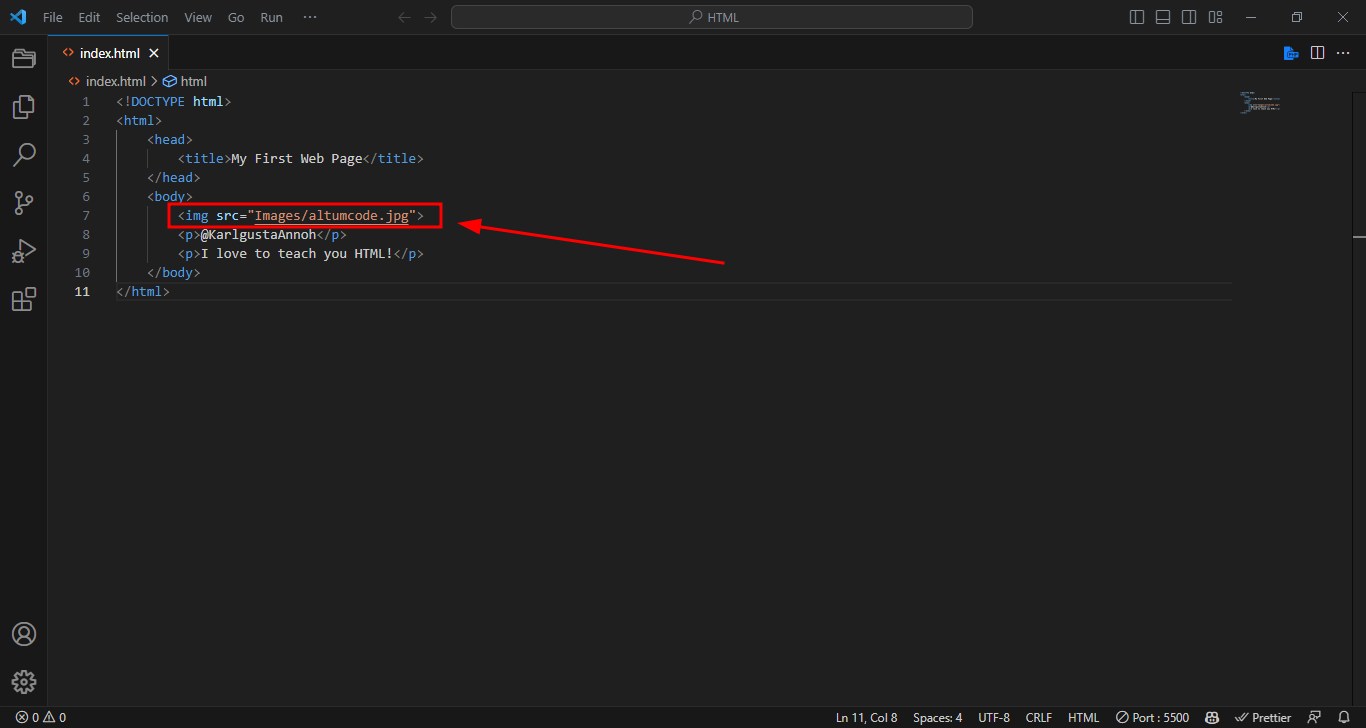 File Edit Selection View Go Run ··· HTML
index.html
index.html > html
1 <!DOCTYPE html>
2 <html>
3 <head>
4 <title>My First Web Page</title>
5 </head>
6 <body>
7 <img src="Images/altumcode.jpg">
8 <p>@KarlgustaAnnoh</p>
9 <p>I love to teach you HTML!</p>
10 </body>
11 </html>
0 0 Ln 11, Col 8 Spaces: 4 UTF-8 CRLF HTML Port : 5500 Prettier